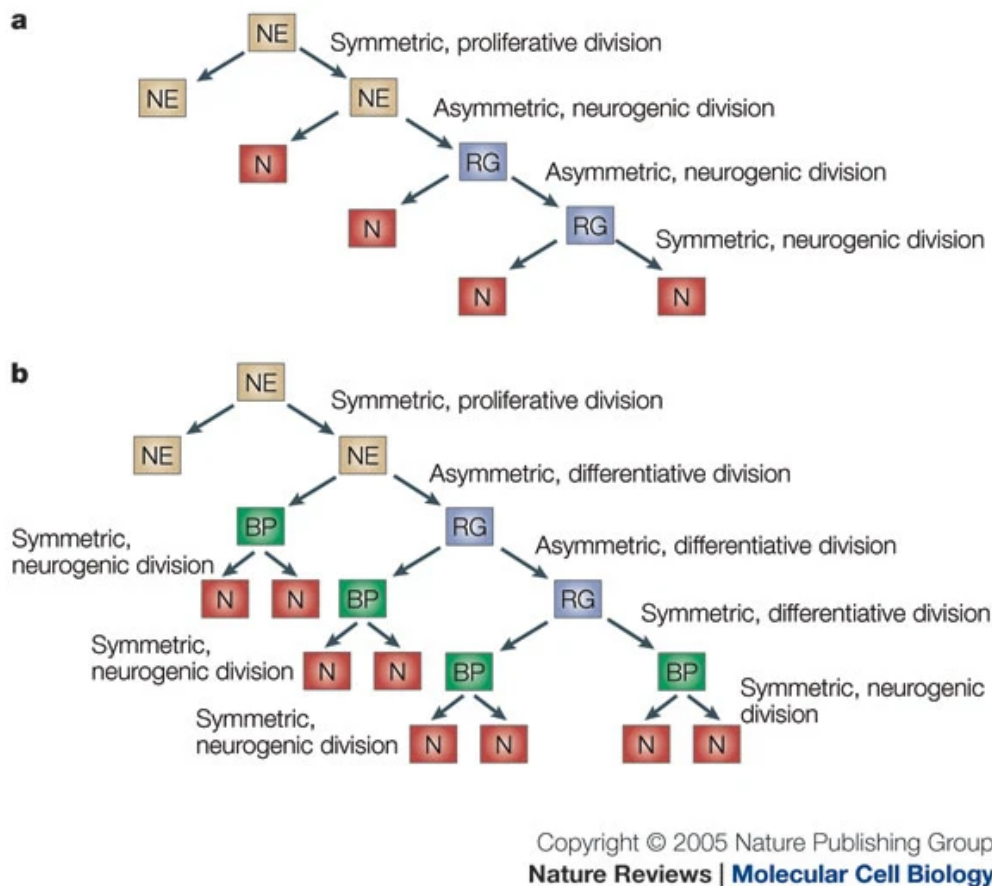 a
NE
Symmetric, proliferative division
NE
NE
Asymmetric, neurogenic division
N
RG
Asymmetric, neurogenic division
N
RG
Symmetric, neurogenic division
N
N
b
NE
Symmetric, proliferative division
NE
NE
Asymmetric, differentiative division
BP
RG
Symmetric,
neurogenic division
Asymmetric, differentiative division
N
N
BP
RG
Symmetric, differentiative division
Symmetric,
neurogenic division
N
N
BP
BP
Symmetric, neurogenic
division
Symmetric,
neurogenic division
N
N
N
N
Copyright © 2005 Nature Publishing Group
Nature Reviews | Molecular Cell Biology